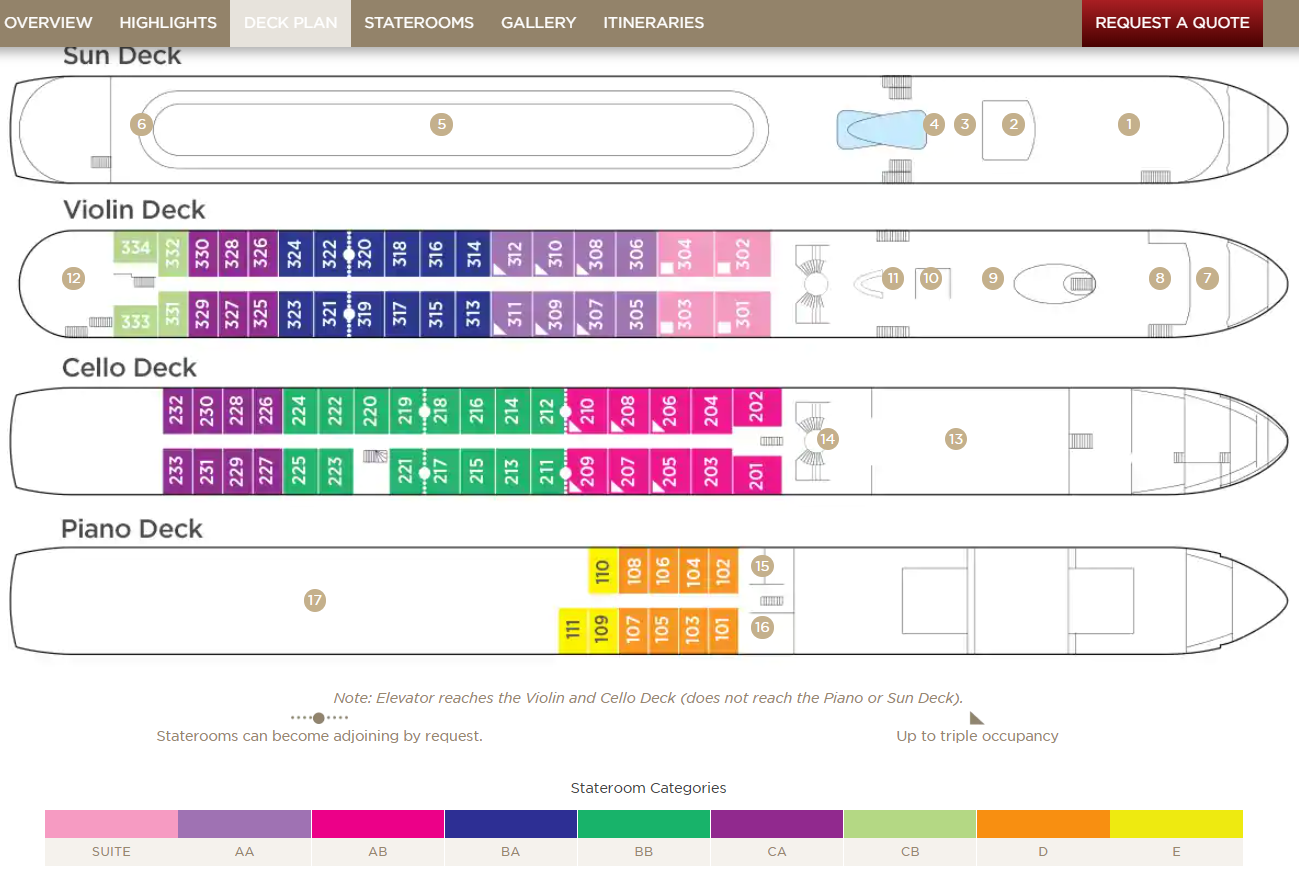 OVERVIEW HIGHLIGHTS DECK PLAN STATEROOMS GALLERY ITINERARIES REQUEST A QUOTE
Sun Deck
6 5 4 3 2 1
Violin Deck
334 332 330 328 326 324 322 320 318 316 314 312 310 308 306 304 302
12 11 10 9 8 7
333 331 329 327 325 323 321 319 317 315 313 311 309 307 305 303 301
Cello Deck
232 230 228 226 224 222 220 219 218 216 214 212 210 208 206 204 202
14 13
233 231 229 227 225 223 221 217 215 213 211 209 207 205 203 201
Piano Deck
110 108 106 104 102 15
17
111 109 107 105 103 101 16
Note: Elevator reaches the Violin and Cello Deck (does not reach the Piano or Sun Deck).
Staterooms can become adjoining by request. Up to triple occupancy
Stateroom Categories
SUITE AA AB BA BB CA CB D E